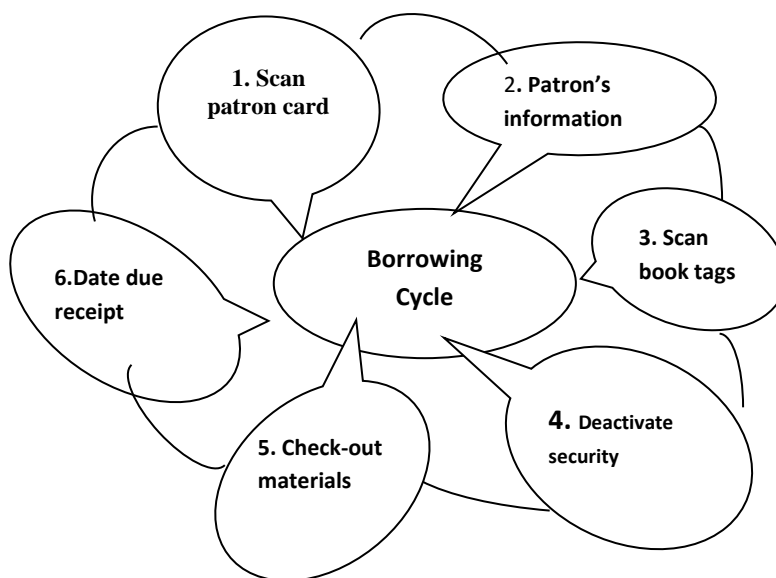 1. Scan
patron card
2. Patron's
information
3. Scan
book tags
4. Deactivate
security
5. Check-out
materials
6.Date due
receipt
Borrowing
Cycle